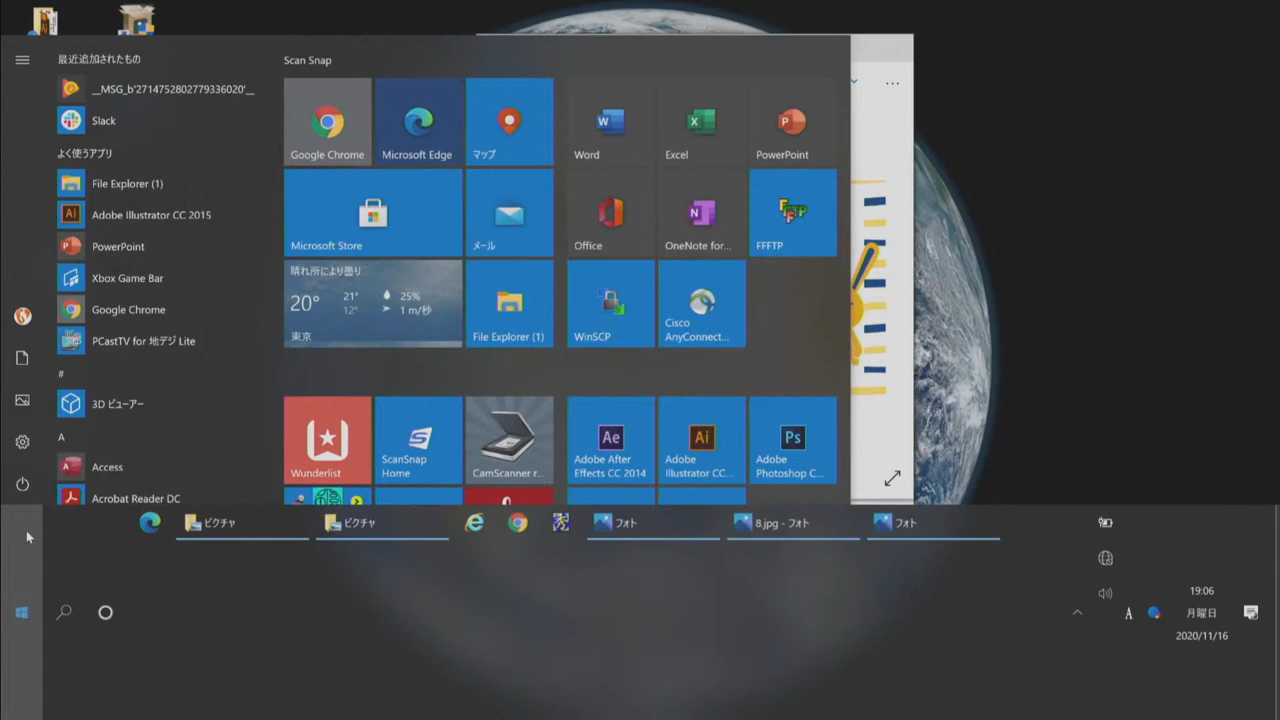 最近追加されたもの
__MSG_b'2714752802779336020'__
Slack
よく使うアプリ
File Explorer (1)
Adobe Illustrator CC 2015
PowerPoint
Xbox Game Bar
Google Chrome
PCastTV for 地デジ Lite
#
3D ビューアー
A
Access
Acrobat Reader DC
Scan Snap
Google Chrome
Microsoft Edge
マップ
Word
Excel
PowerPoint
Microsoft Store
メール
Office
OneNote for...
FFFTP
晴れ所により曇り
20°
21°
12°
25%
1 m/秒
東京
File Explorer (1)
WinSCP
Cisco
AnyConnect...
Wunderlist
ScanSnap
Home
CamScanner r...
Ae
Adobe After
Effects CC 2014
Ai
Adobe
Illustrator CC...
Ps
Adobe
Photoshop C...
ピクチャ
ピクチャ
フォト
8.jpg - フォト
フォト
A
19:06
月曜日
2020/11/16